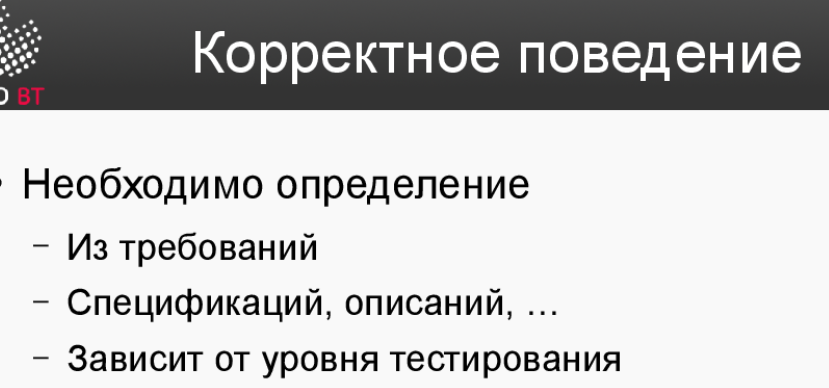 Корректное поведение
О ВТ
• Необходимо определение
– Из требований
– Спецификаций, описаний, ...
– Зависит от уровня тестирования